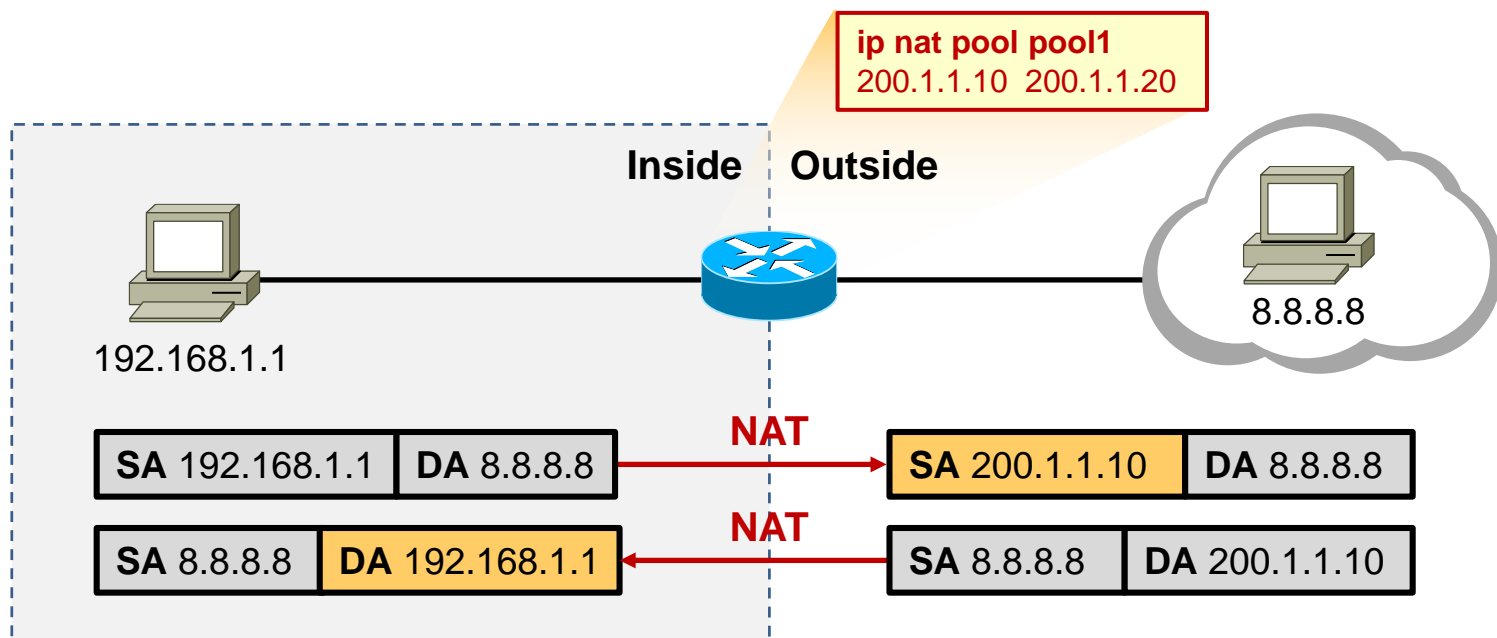 ip nat pool pool1
200.1.1.10 200.1.1.20
Inside Outside
192.168.1.1
8.8.8.8
NAT
SA 192.168.1.1 DA 8.8.8.8 SA 200.1.1.10 DA 8.8.8.8
NAT
SA 8.8.8.8 DA 192.168.1.1 SA 8.8.8.8 DA 200.1.1.10